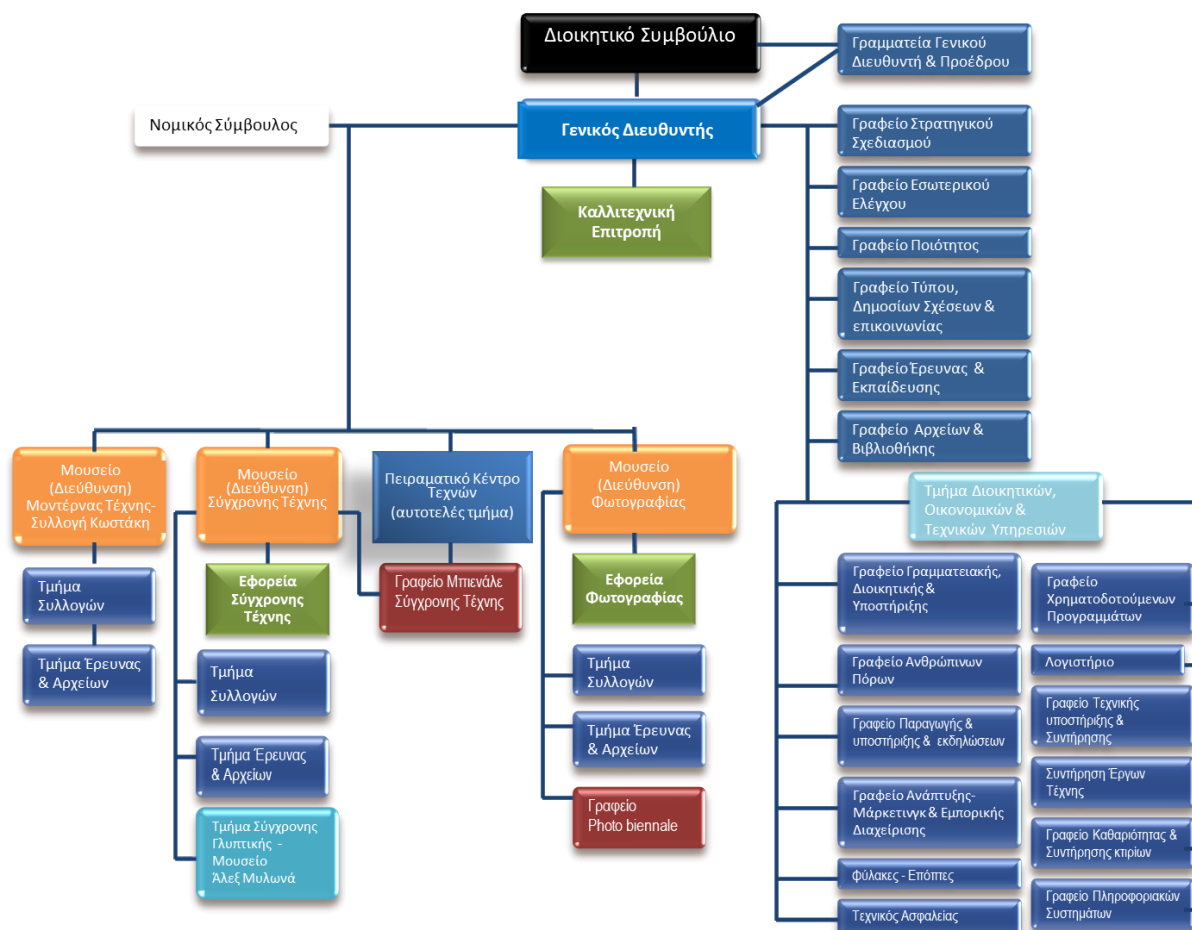 Διοικητικό Συμβούλιο
Γραμματεία Γενικού
Διευθυντή & Προέδρου
Νομικός Σύμβουλος
Γενικός Διευθυντής
Γραφείο Στρατηγικού
Σχεδιασμού
Καλλιτεχνική
Επιτροπή
Γραφείο Εσωτερικού
Ελέγχου
Γραφείο Ποιότητος
Γραφείο Τύπου,
Δημοσίων Σχέσεων &
επικοινωνίας
Γραφείο Έρευνας &
Εκπαίδευσης
Γραφείο Αρχείων &
Βιβλιοθήκης
Μουσείο
(Διεύθυνση)
Μοντέρνας Τέχνης-
Συλλογή Κωστάκη
Μουσείο
(Διεύθυνση)
Σύγχρονης Τέχνης
Πειραματικό Κέντρο
Τεχνών
(αυτοτελές τμήμα)
Μουσείο
(Διεύθυνση)
Φωτογραφίας
Τμήμα Διοικητικών,
Οικονομικών &
Τεχνικών Υπηρεσιών
Τμήμα
Συλλογών
Τμήμα Έρευνας
& Αρχείων
Εφορεία
Σύγχρονης
Τέχνης
Τμήμα
Συλλογών
Τμήμα Έρευνας
& Αρχείων
Τμήμα Σύγχρονης
Γλυπτικής -
Μουσείο
Άλεξ Μυλωνά
Γραφείο Μπιενάλε
Σύγχρονης Τέχνης
Εφορεία
Φωτογραφίας
Τμήμα
Συλλογών
Τμήμα Έρευνας
& Αρχείων
Γραφείο
Photo biennale
Γραφείο Γραμματειακής,
Διοικητικής &
Υποστήριξης
Γραφείο Ανθρώπινων
Πόρων
Γραφείο Παραγωγής &
υποστήριξης & εκδηλώσεων
Γραφείο Ανάπτυξης-
Μάρκετινγκ & Εμπορικής
Διαχείρισης
φύλακες - Επόπτες
Τεχνικός Ασφαλείας
Γραφείο
Χρηματοδοτούμενων
Προγραμμάτων
Λογιστήριο
Γραφείο Τεχνικής
υποστήριξης &
Συντήρησης
Συντήρηση Έργων
Τέχνης
Γραφείο Καθαριότητας &
Συντήρησης κτιρίων
Γραφείο Πληροφοριακών
Συστημάτων